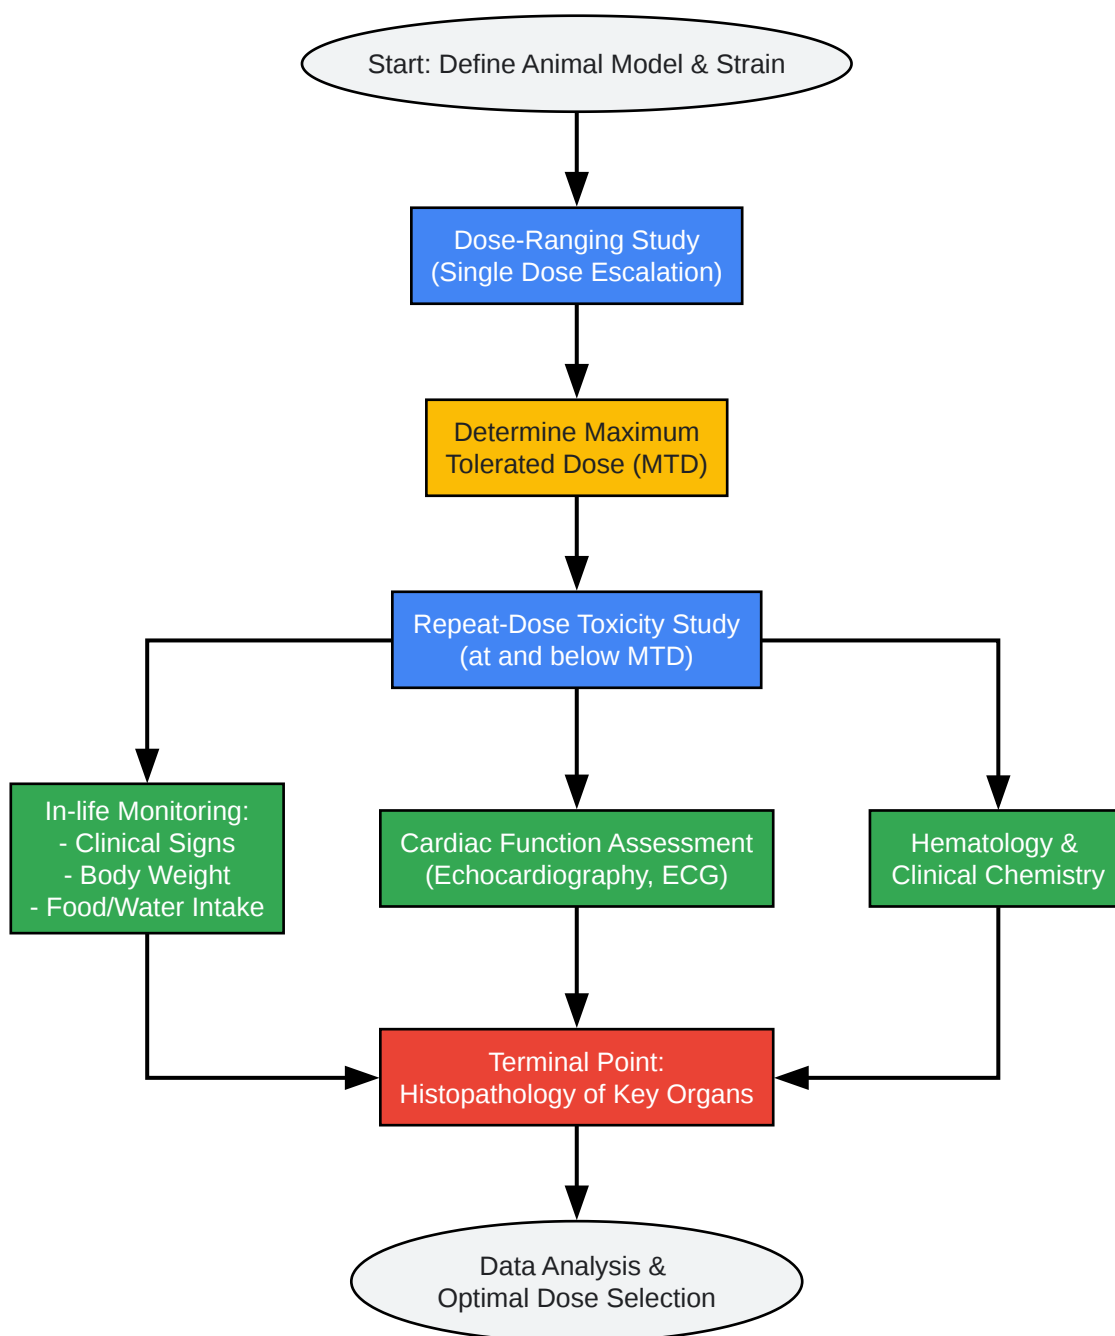 Start: Define Animal Model & Strain
Dose-Ranging Study
(Single Dose Escalation)
Determine Maximum
Tolerated Dose (MTD)
Repeat-Dose Toxicity Study
(at and below MTD)
In-life Monitoring:
- Clinical Signs
- Body Weight
- Food/Water Intake
Cardiac Function Assessment
(Echocardiography, ECG)
Hematology &
Clinical Chemistry
Terminal Point:
Histopathology of Key Organs
Data Analysis &
Optimal Dose Selection